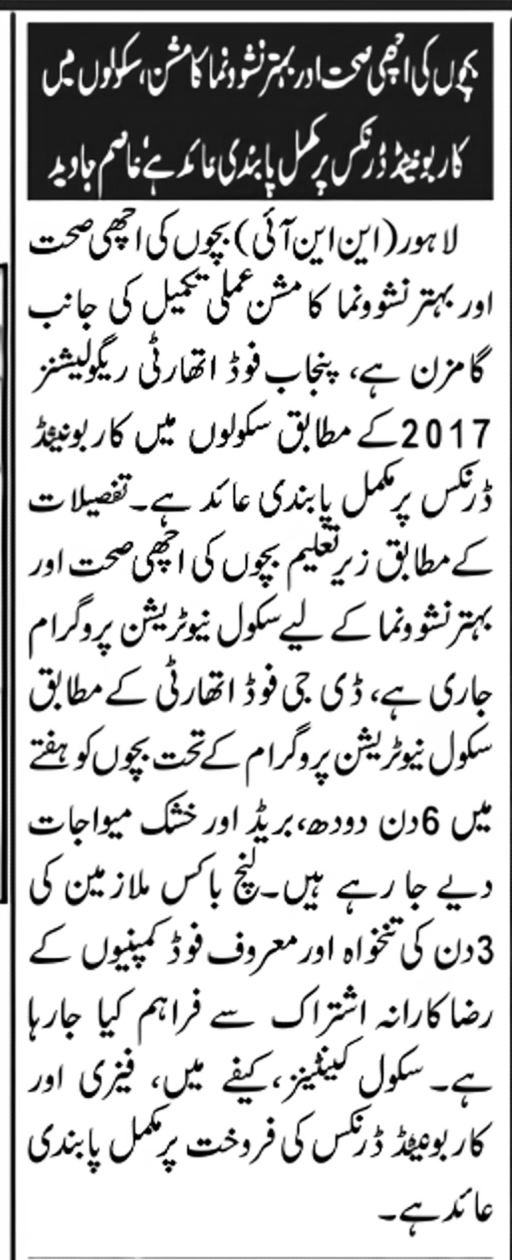 بچوں کی اچھی صحت اور بہتر نشوونما کا مشن، سکولوں میں
کاربونیٹڈ ڈرنکس پر مکمل پابندی عائد ہے' عاصم جاوید
لاہور (این این آئی) بچوں کی اچھی صحت
اور بہتر نشوونما کا مشن عملی تکمیل کی جانب
گامزن ہے، پنجاب فوڈ اتھارٹی ریگولیشنز
2017 کے مطابق سکولوں میں کاربونیٹڈ
ڈرنکس پر مکمل پابندی عائد ہے۔ تفصیلات
کے مطابق زیر تعلیم بچوں کی اچھی صحت اور
بہتر نشوونما کے لیے سکول نیوٹریشن پروگرام
جاری ہے، ڈی جی فوڈ اتھارٹی کے مطابق
سکول نیوٹریشن پروگرام کے تحت بچوں کو ہفتے
میں 6 دن دودھ، بریڈ اور خشک میواجات
دیے جا رہے ہیں۔ لنچ باکس ملازمین کی
3 دن کی تنخواہ اور معروف فوڈ کمپنیوں کے
رضاکارانہ اشتراک سے فراہم کیا جارہا
ہے۔ سکول کینٹینز، کیفے میں، فیزی اور
کاربونیٹڈ ڈرنکس کی فروخت پر مکمل پابندی
عائد ہے۔